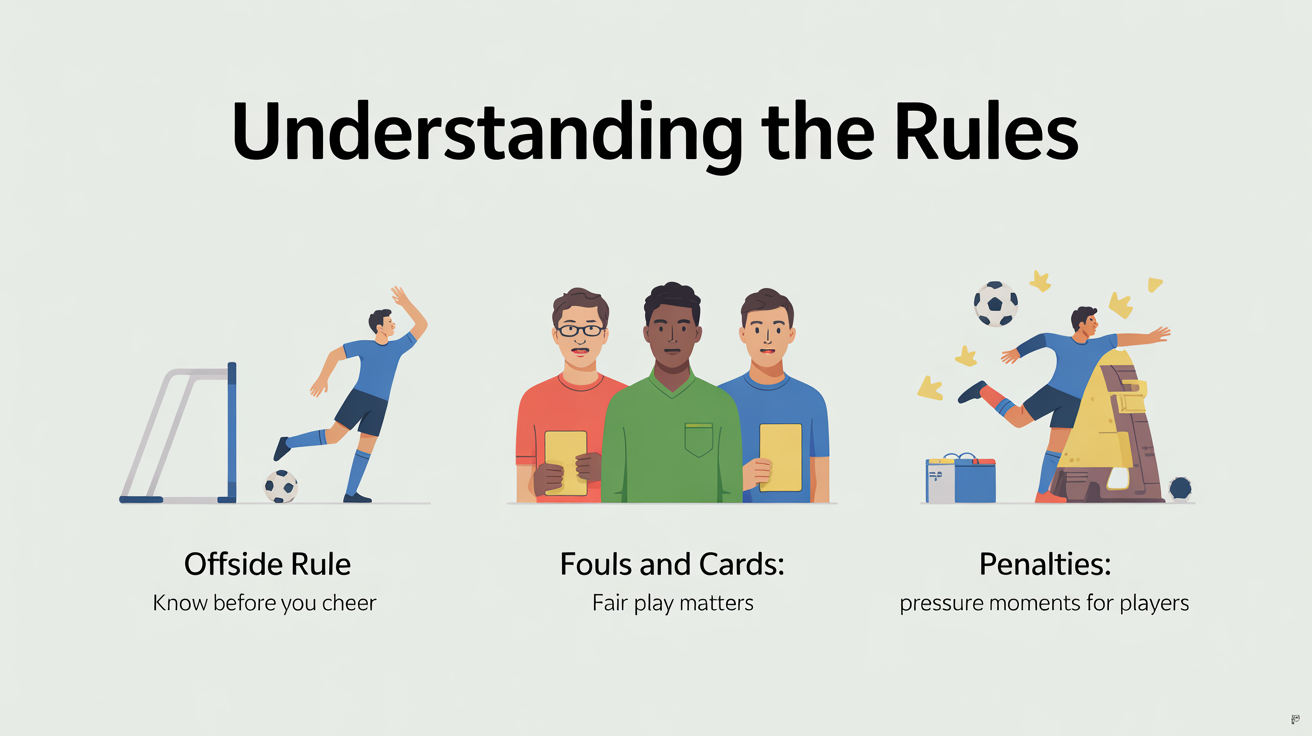 Understanding the Rules
Offside Rule
Know before you cheer
Fouls and Cards:
Fair play matters
Penalties:
pressure moments for players